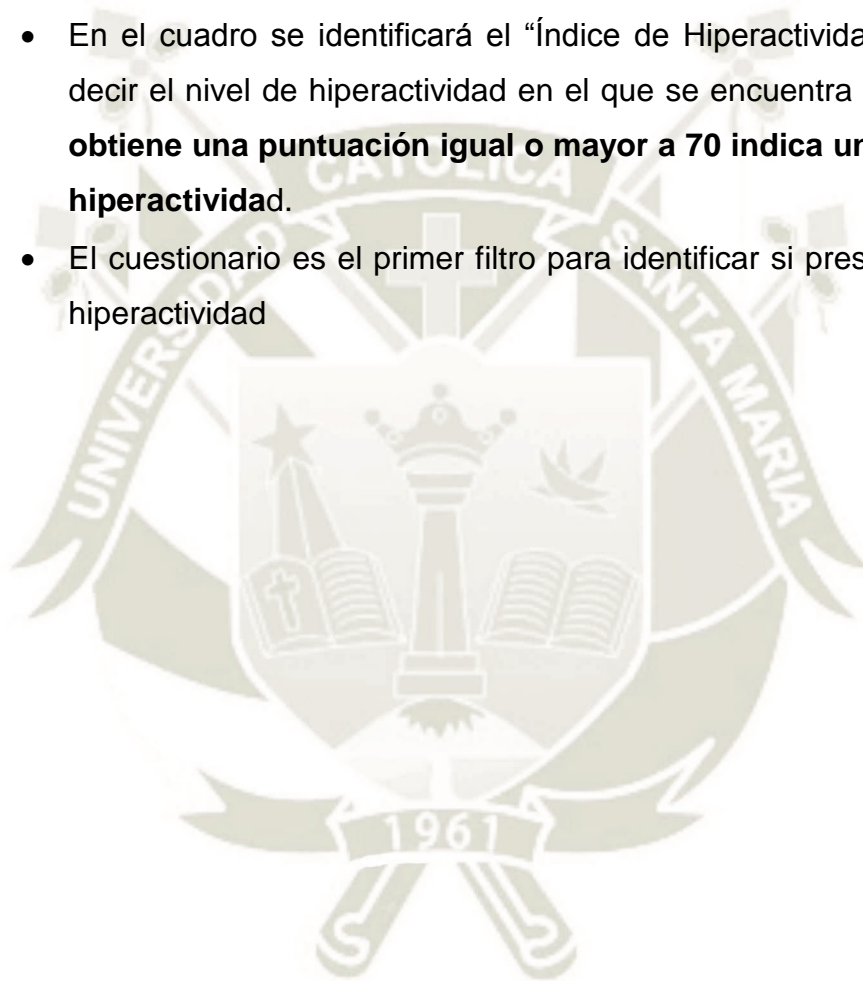 • En el cuadro se identificará el “Índice de Hiperactivida
decir el nivel de hiperactividad en el que se encuentra
obtiene una puntuación igual o mayor a 70 indica un
hiperactividad.
• El cuestionario es el primer filtro para identificar si pres
hiperactividad
UNIVERSIDAD CATOLICA SANTA MARIA
1961